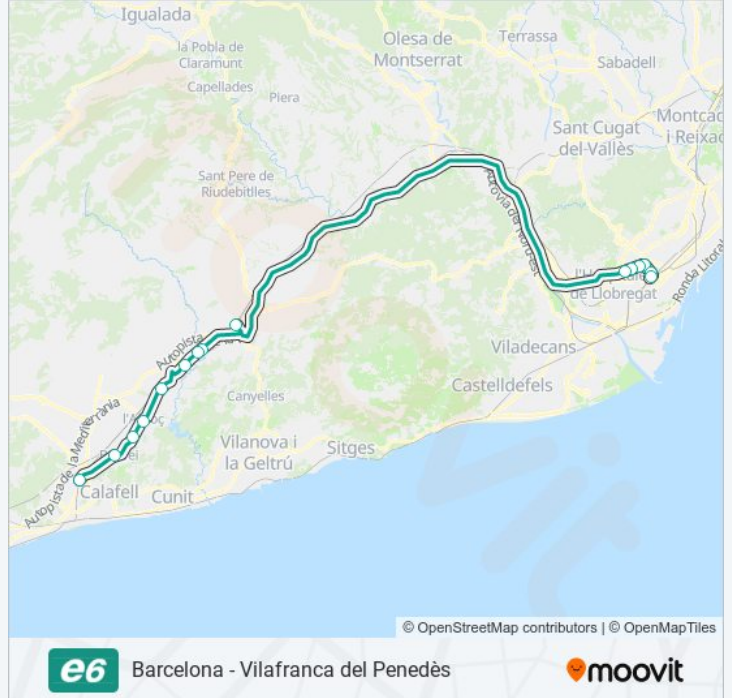 Igualada
la Pobla de
Claramunt
Capellades
Piera
Olesa de
Montserrat
Terrassa
Sabadell
Montcad
i Reixac
Sant Cugat
del Vallès
Sant Pere de
Riudebitlles
Autovia del Nord-est
de Llobregat
Ronda Litoral
Viladecans
Castelldefels
Autopista
Canyelles
Vilanova i
la Geltrú
Sitges
Autopista de la Mediterrània
Calafell
Cunit
© OpenStreetMap contributors | © OpenMapTiles
e6
Barcelona - Vilafranca del Penedès
moovit